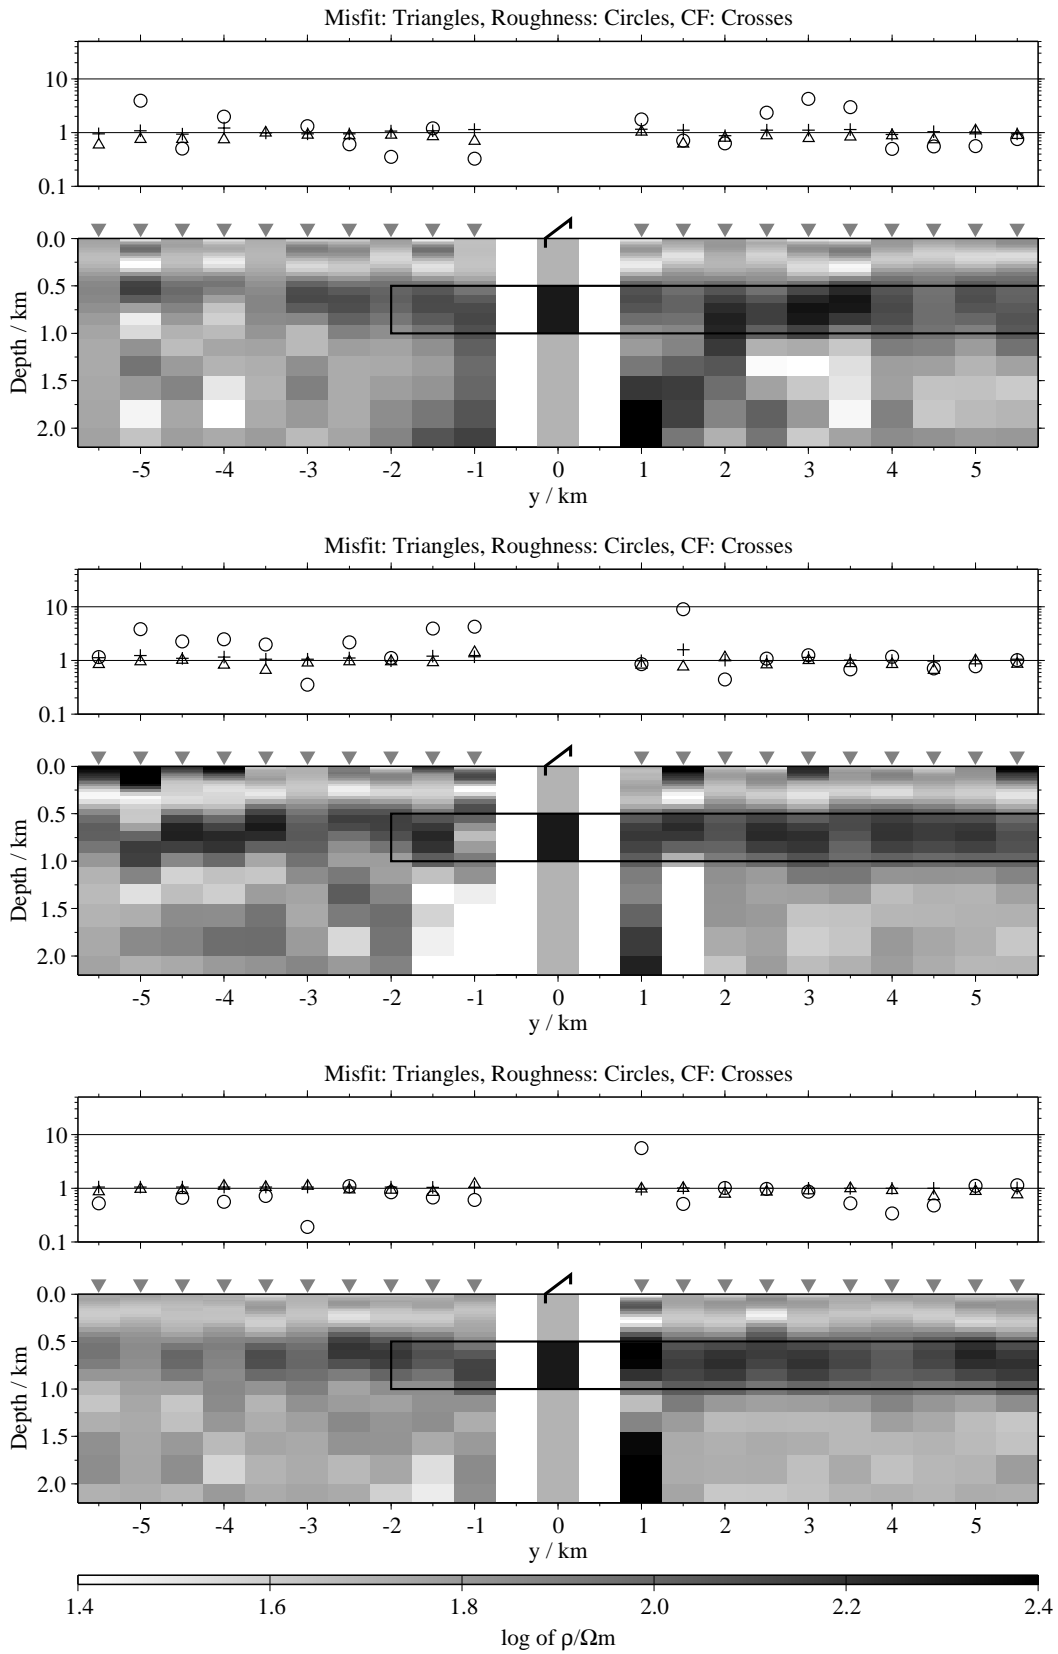 Misfit: Triangles, Roughness: Circles, CF: Crosses
10
1
0.1
0.0
0.5
1.0
1.5
2.0
Depth / km
-5 -4 -3 -2 -1 0 1 2 3 4 5
y / km
Misfit: Triangles, Roughness: Circles, CF: Crosses
10
1
0.1
0.0
0.5
1.0
1.5
2.0
Depth / km
-5 -4 -3 -2 -1 0 1 2 3 4 5
y / km
Misfit: Triangles, Roughness: Circles, CF: Crosses
10
1
0.1
0.0
0.5
1.0
1.5
2.0
Depth / km
-5 -4 -3 -2 -1 0 1 2 3 4 5
y / km
1.4 1.6 1.8 2.0 2.2 2.4
log of ρ/Ωm